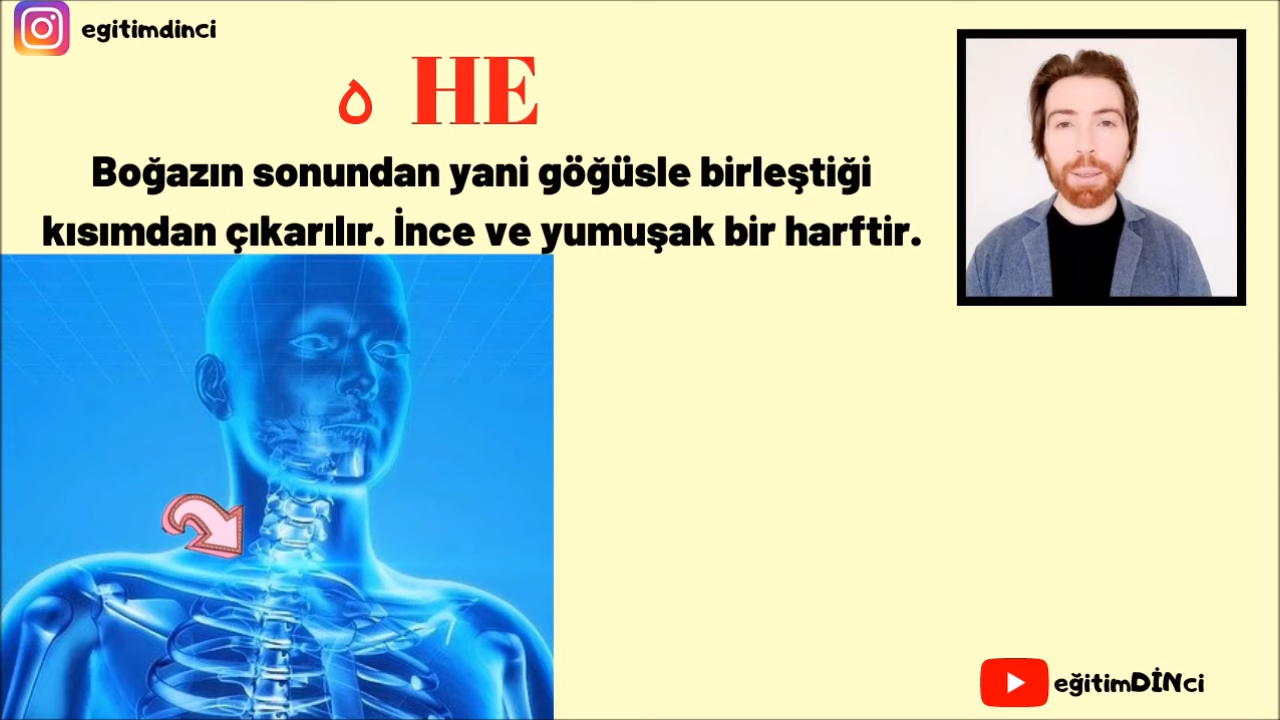 egitimdinci
ه HE
Boğazın sonundan yani göğüsle birleştiği
kısımdan çıkarılır. İnce ve yumuşak bir harftir.
eğitimDİNci